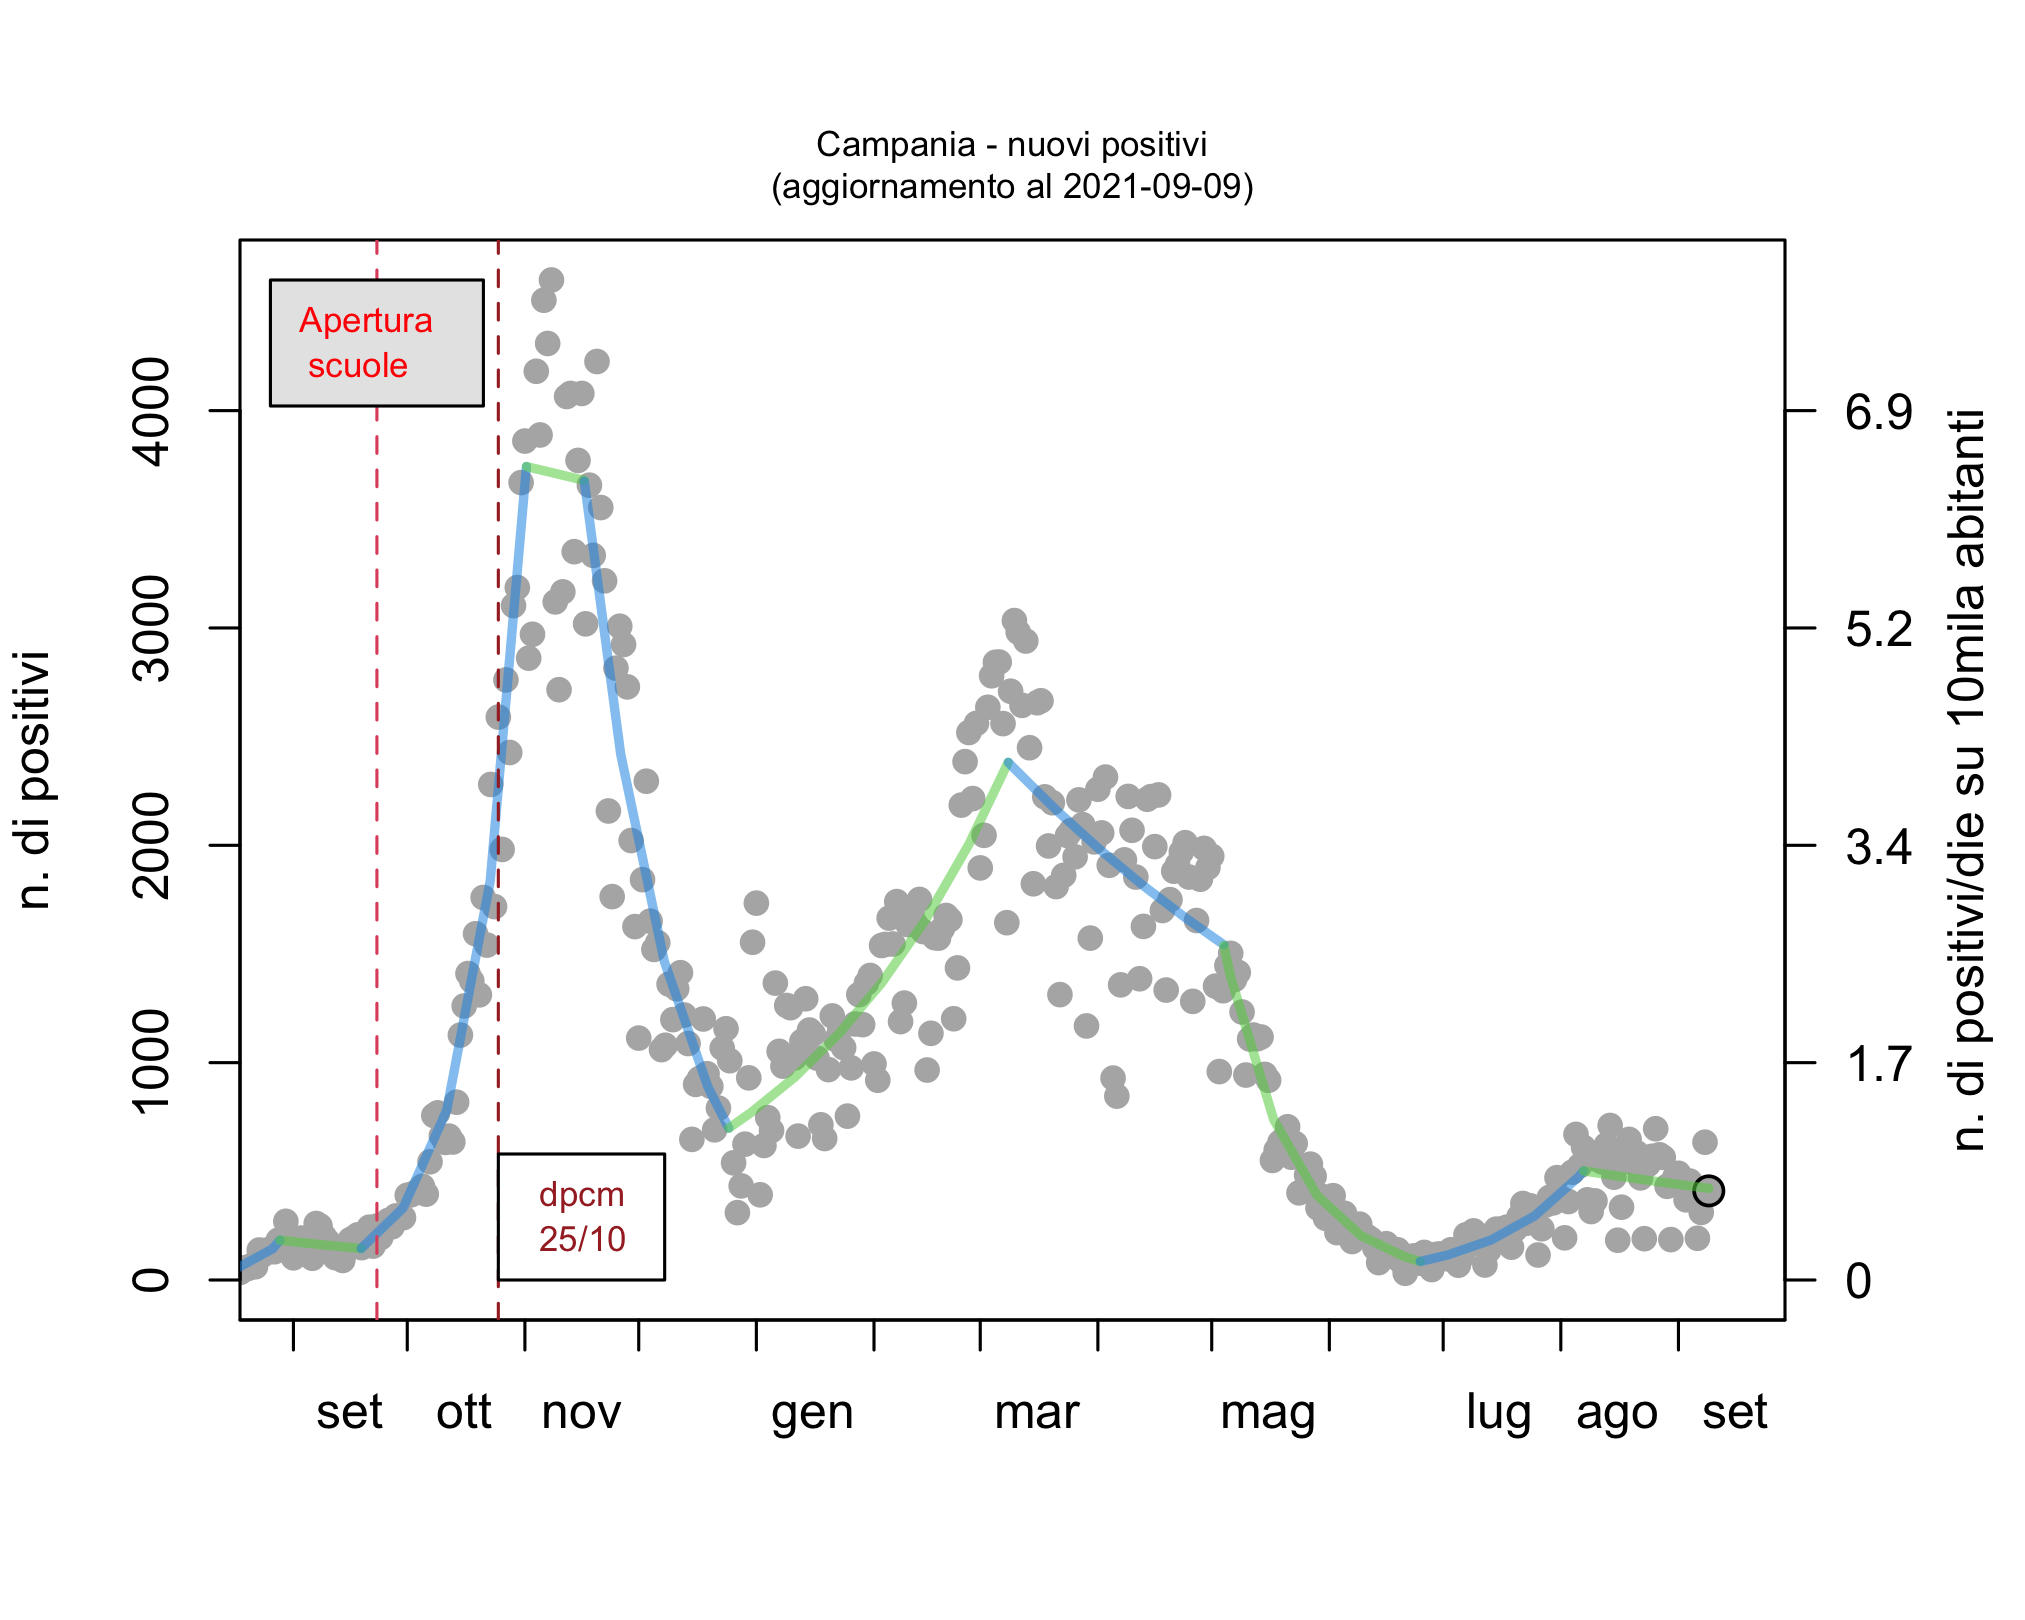 Campania - nuovi positivi
(aggiornamento al 2021-09-09)
Apertura
scuole
dpcm
25/10
n. di positivi
0
1000
2000
3000
4000
0
1.7
3.4
5.2
6.9
n. di positivi/die su 10mila abitanti
set ott nov gen mar mag lug ago set